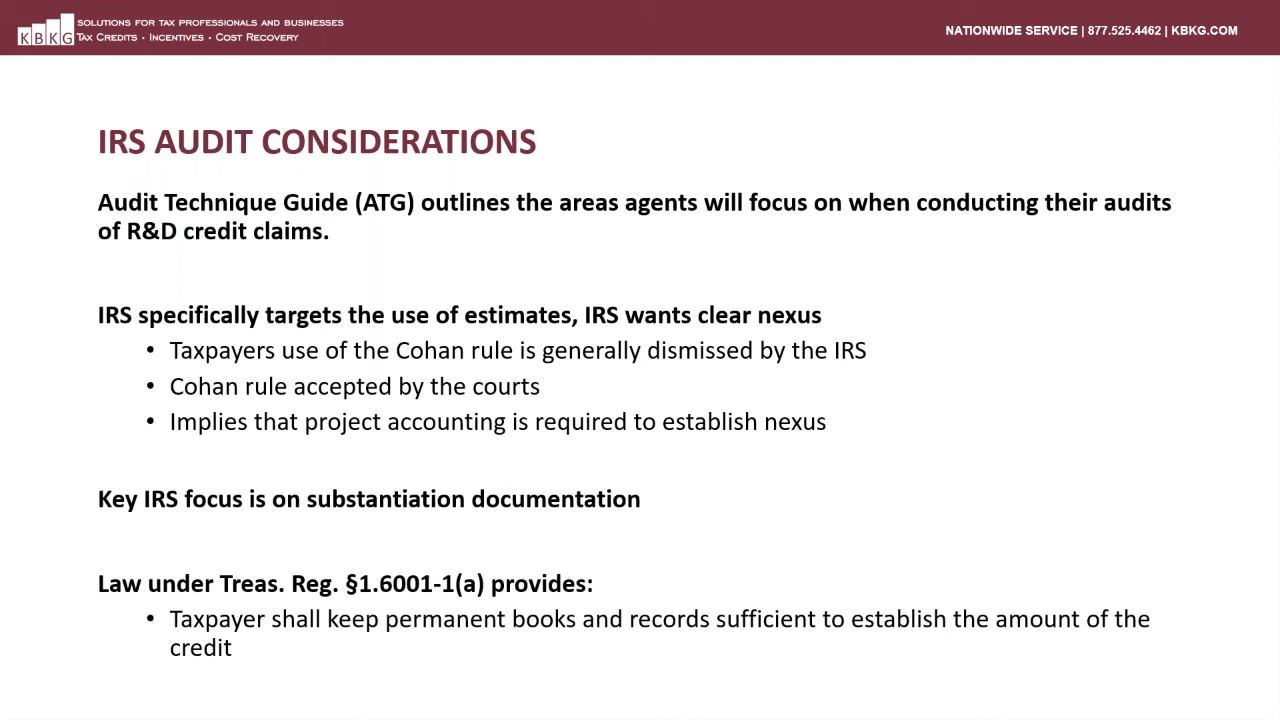 KBKG
SOLUTIONS FOR TAX PROFESSIONALS AND BUSINESSES
TAX CREDITS · INCENTIVES · COST RECOVERY
NATIONWIDE SERVICE | 877.525.4462 | KBKG.COM
IRS AUDIT CONSIDERATIONS
Audit Technique Guide (ATG) outlines the areas agents will focus on when conducting their audits
of R&D credit claims.
IRS specifically targets the use of estimates, IRS wants clear nexus
• Taxpayers use of the Cohan rule is generally dismissed by the IRS
• Cohan rule accepted by the courts
• Implies that project accounting is required to establish nexus
Key IRS focus is on substantiation documentation
Law under Treas. Reg. §1.6001-1(a) provides:
• Taxpayer shall keep permanent books and records sufficient to establish the amount of the
credit